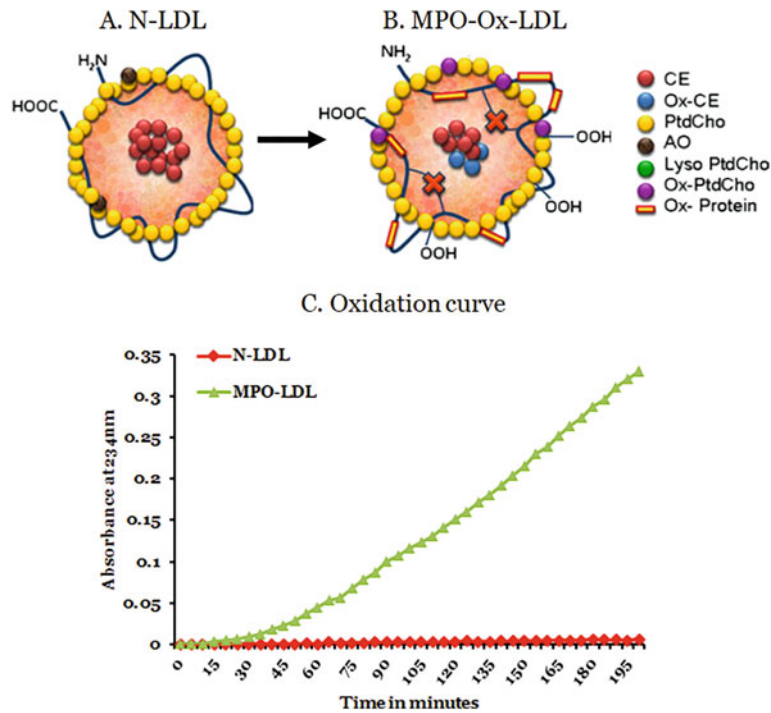 A. N-LDL
B. MPO-Ox-LDL
H₂N
HOOC
NH₂
HOOC
OOH
OOH
OOH
CE
Ox-CE
PtdCho
AO
Lyso PtdCho
Ox-PtdCho
Ox- Protein
C. Oxidation curve
N-LDL
MPO-LDL
Absorbance at 234nm
0.35
0.3
0.25
0.2
0.15
0.1
0.05
0
0 15 30 45 60 75 90 105 120 135 150 165 180 195
Time in minutes